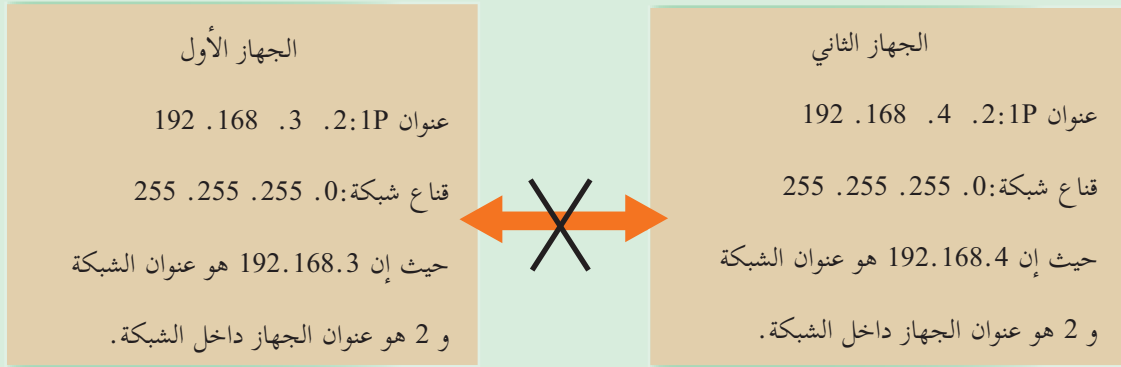 الجهاز الأول
عنوان 1P:2. 3. 168. 192
قناع شبكة:0. 255. 255. 255
حيث إن 192.168.3 هو عنوان الشبكة
و 2 هو عنوان الجهاز داخل الشبكة.
الجهاز الثاني
عنوان 1P:2. 4. 168. 192
قناع شبكة:0. 255. 255. 255
حيث إن 192.168.4 هو عنوان الشبكة
و 2 هو عنوان الجهاز داخل الشبكة.